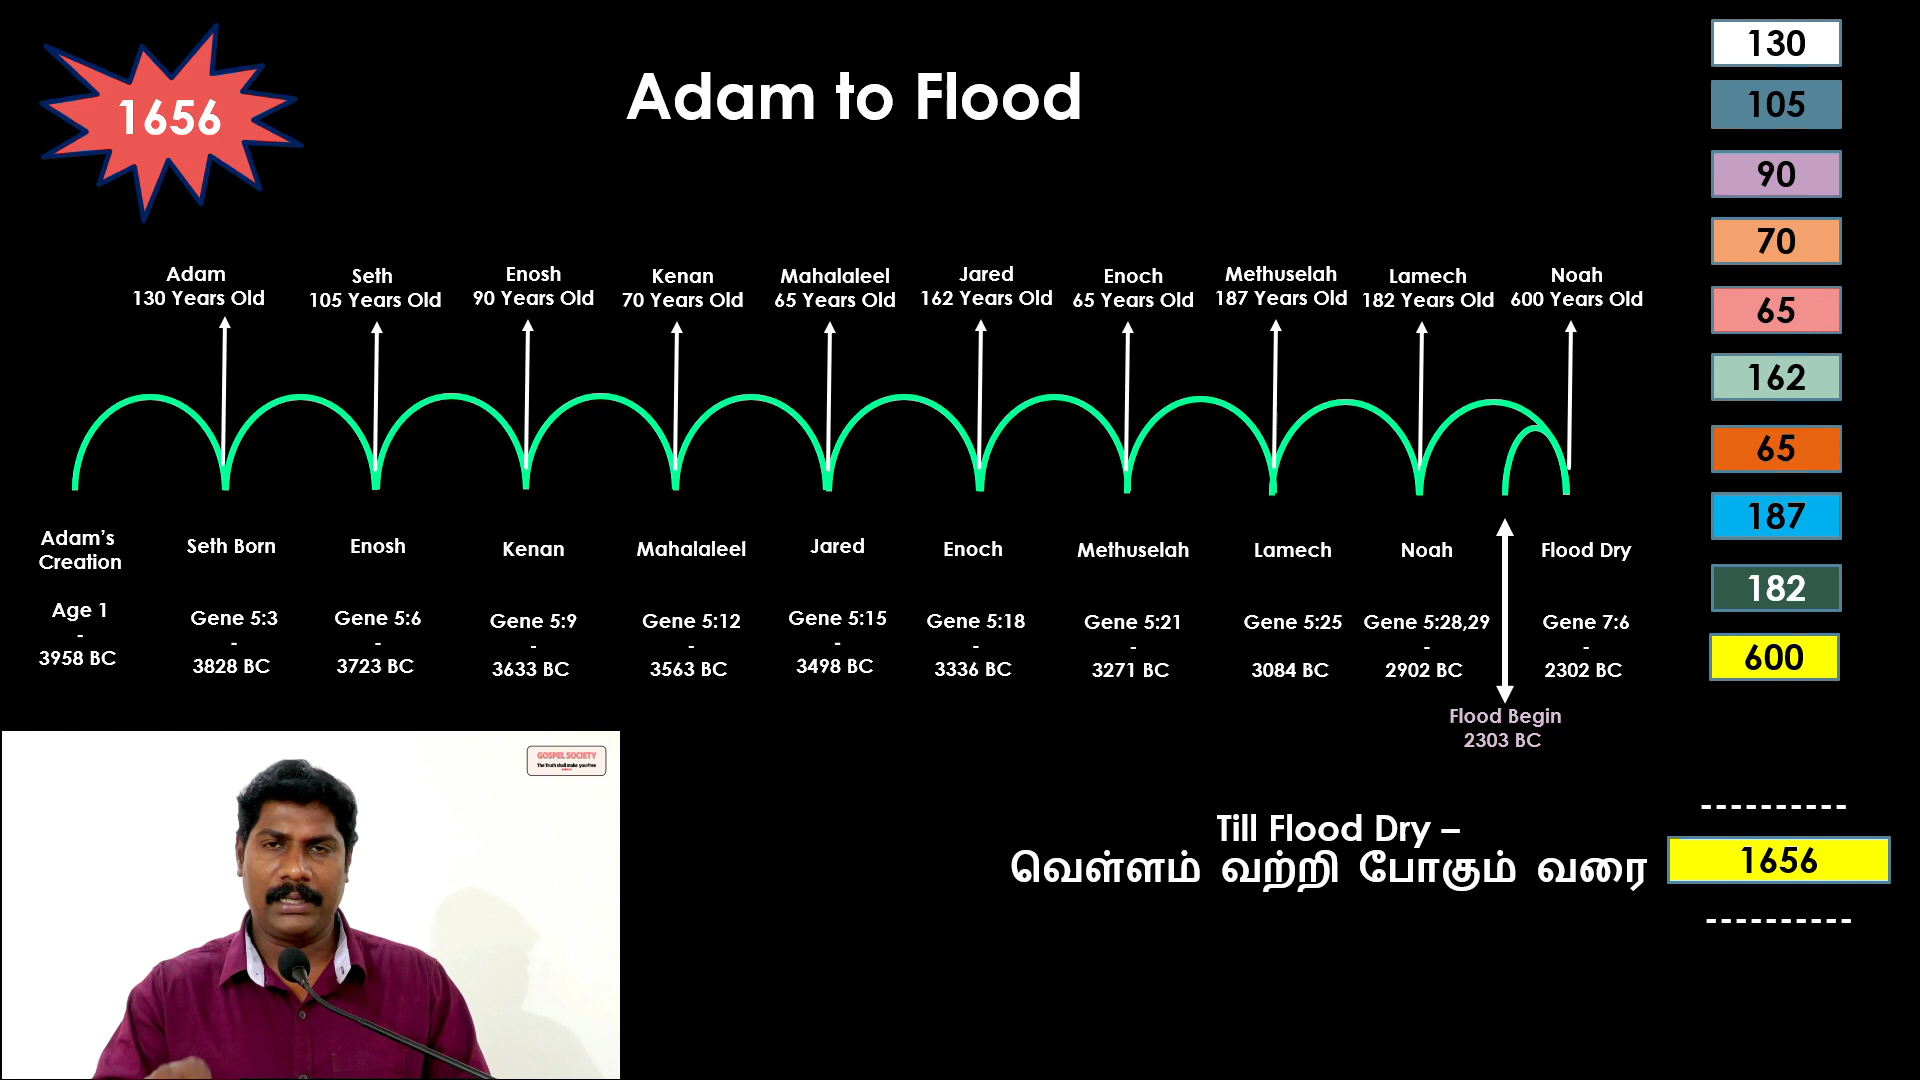 1656
Adam to Flood
130
105
90
70
65
162
65
187
182
600
Adam
130 Years Old
Seth
105 Years Old
Enosh
90 Years Old
Kenan
70 Years Old
Mahalaleel
65 Years Old
Jared
162 Years Old
Enoch
65 Years Old
Methuselah
187 Years Old
Lamech
182 Years Old
Noah
600 Years Old
Adam's
Creation
Age 1
-
3958 BC
Seth Born
Gene 5:3
-
3828 BC
Enosh
Gene 5:6
-
3723 BC
Kenan
Gene 5:9
-
3633 BC
Mahalaleel
Gene 5:12
-
3563 BC
Jared
Gene 5:15
-
3498 BC
Enoch
Gene 5:18
-
3336 BC
Methuselah
Gene 5:21
-
3271 BC
Lamech
Gene 5:25
3084 BC
Noah
Gene 5:28,29
-
2902 BC
Flood Dry
Gene 7:6
-
2302 BC
Flood Begin
2303 BC
GOSPEL SOCIETY
The Truth shall make you Free
----------
Till Flood Dry –
வெள்ளம் வற்றி போகும் வரை
1656
----------